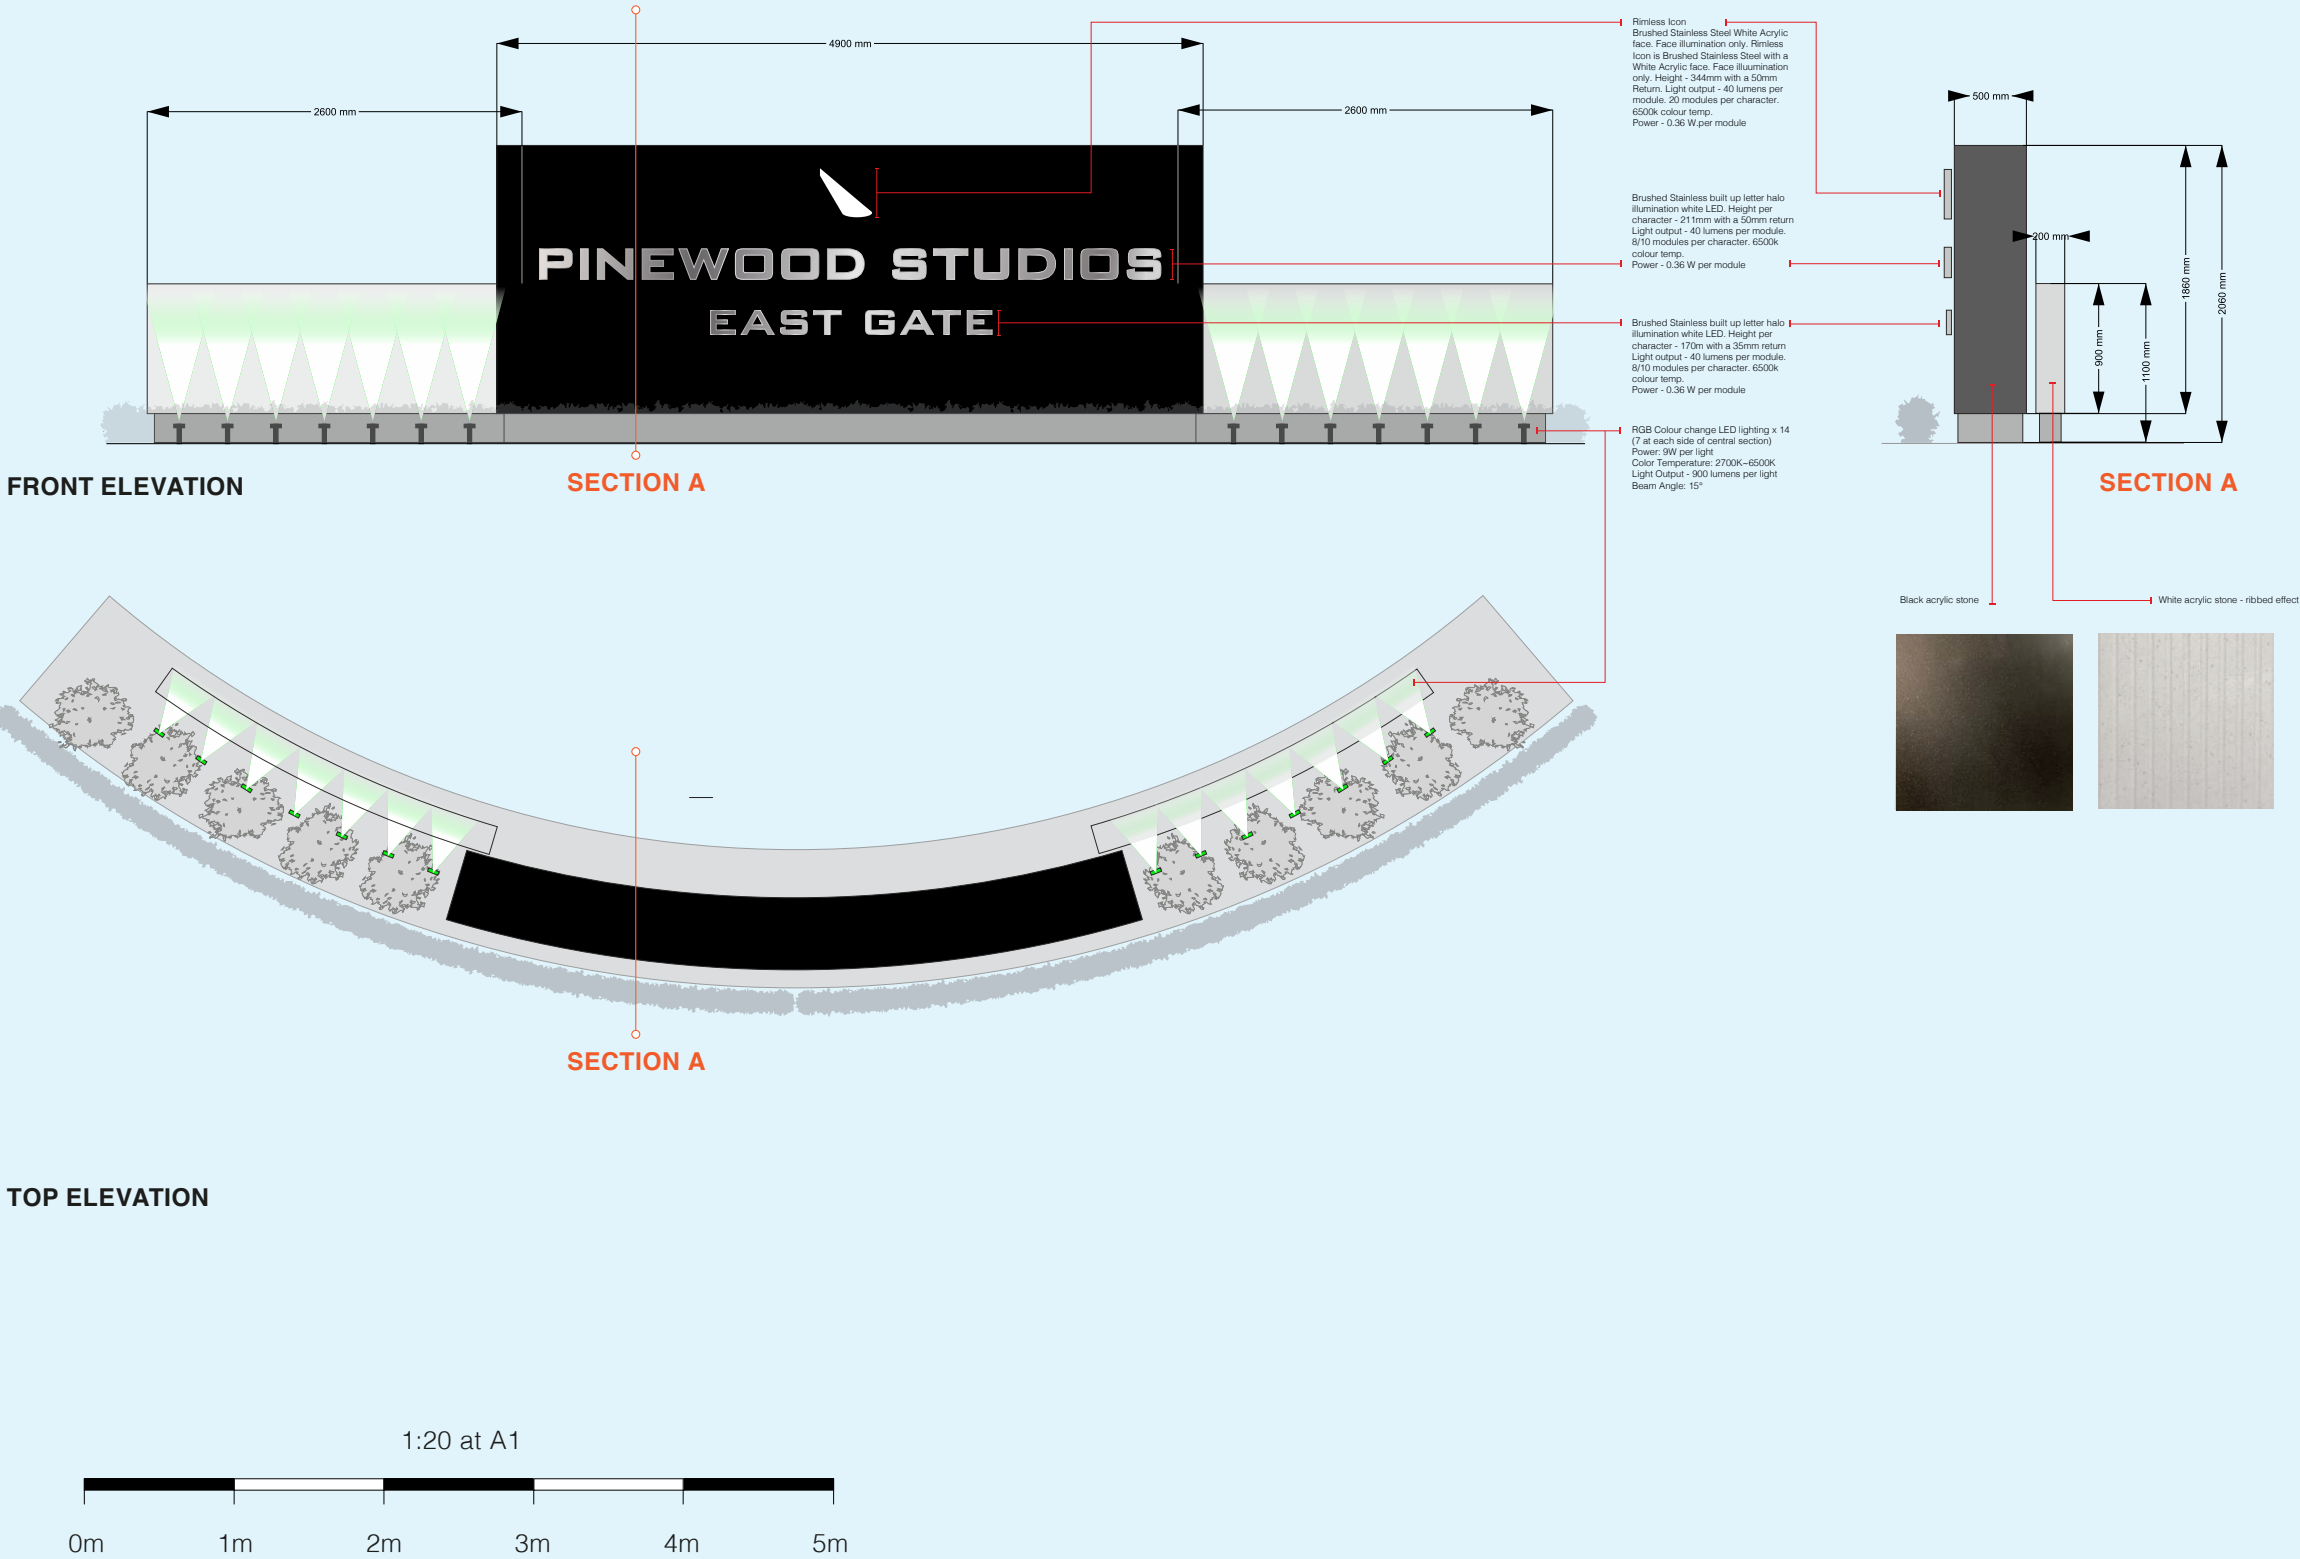 4900 mm
2600 mm
2600 mm
PINEWOOD STUDIOS
EAST GATE
FRONT ELEVATION
SECTION A
Rimless Icon
Brushed Stainless Steel White Acrylic
face. Face illumination only. Rimless
Icon is Brushed Stainless Steel with a
White Acrylic face. Face illuumination
only. Height - 344mm with a 50mm
Return. Light output - 40 lumens per
module. 20 modules per character.
6500k colour temp.
Power - 0.36 W.per module
Brushed Stainless built up letter halo
illumination white LED. Height per
character - 211mm with a 50mm return
Light output - 40 lumens per module.
8/10 modules per character. 6500k
colour temp.
Power - 0.36 W per module
Brushed Stainless built up letter halo
illumination white LED. Height per
character - 170m with a 35mm return
Light output - 40 lumens per module.
8/10 modules per character. 6500k
colour temp.
Power - 0.36 W per module
RGB Colour change LED lighting x 14
(7 at each side of central section)
Power: 9W per light
Color Temperature: 2700K~6500K
Light Output - 900 lumens per light
Beam Angle: 15°
500 mm
200 mm
900 mm
1100 mm
1860 mm
2060 mm
SECTION A
Black acrylic stone
White acrylic stone - ribbed effect
SECTION A
TOP ELEVATION
1:20 at A1
0m 1m 2m 3m 4m 5m